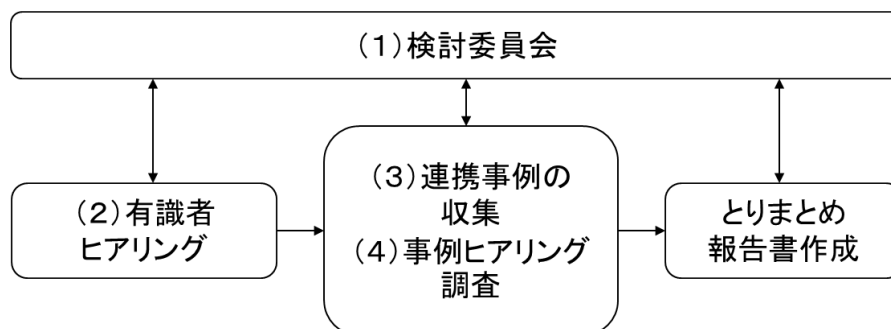 (1)検討委員会
(2)有識者
ヒアリング
(3)連携事例の
収集
(4)事例ヒアリング
調査
とりまとめ
報告書作成